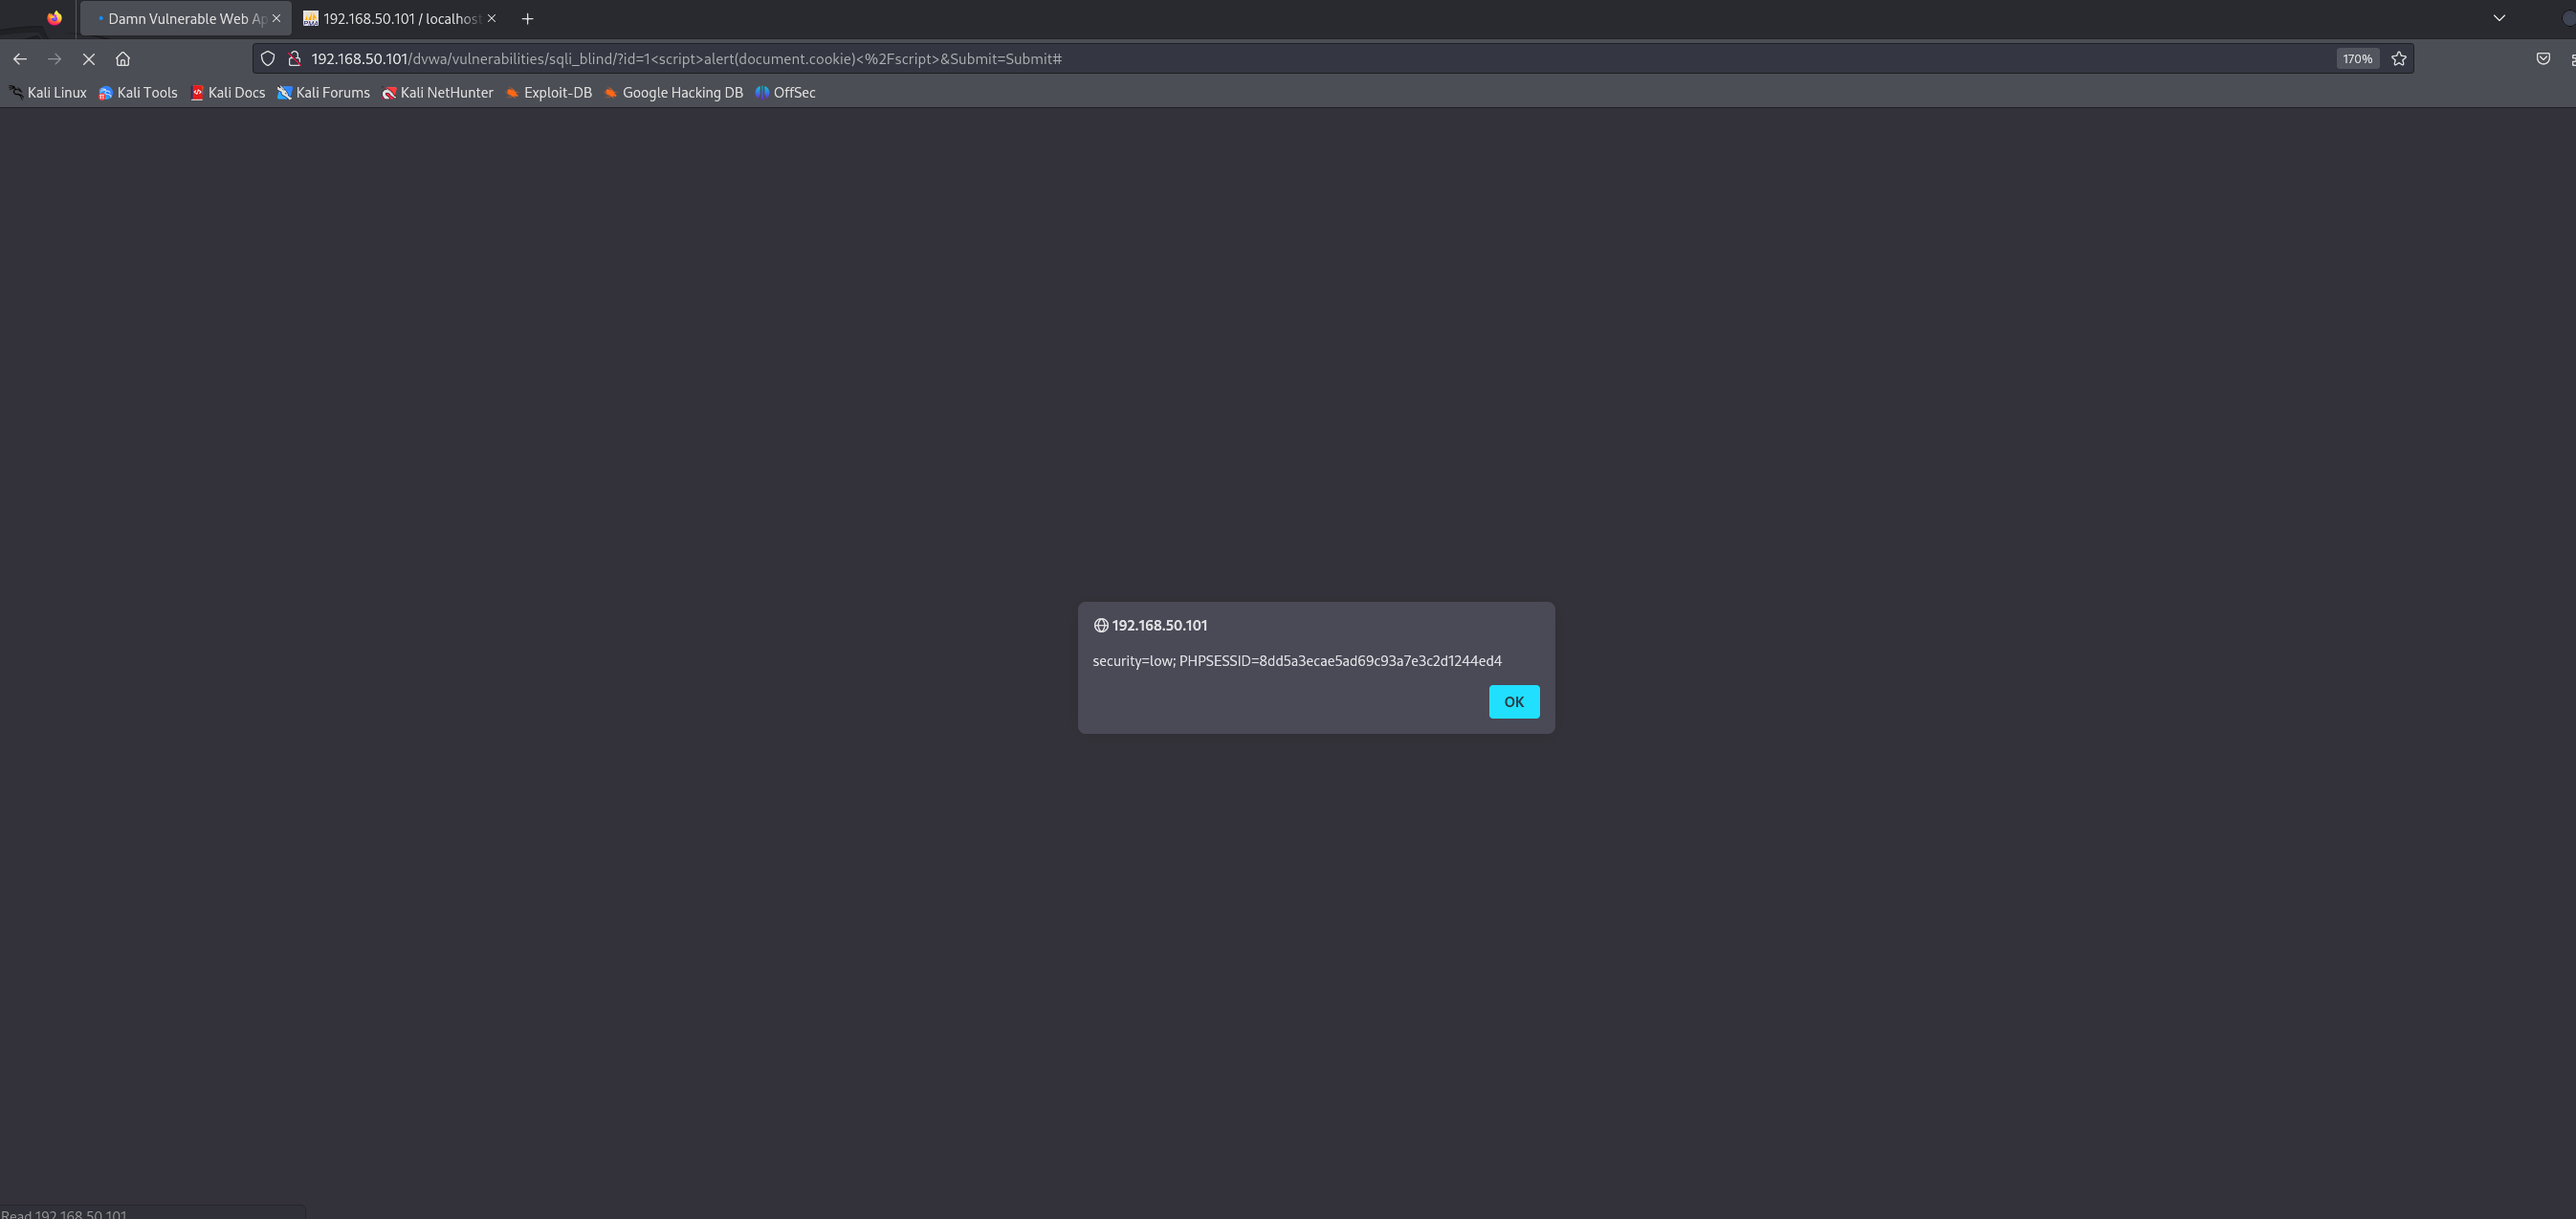 Damn Vulnerable Web Ap
192.168.50.101 / localhost
192.168.50.101/dvwa/vulnerabilities/sqli_blind/?id=1<script>alert(document.cookie)<%2Fscript>&Submit=Submit#
170%
Kali Linux Kali Tools Kali Docs Kali Forums Kali NetHunter Exploit-DB Google Hacking DB OffSec
192.168.50.101
security=low; PHPSESSID=8dd5a3ecae5ad69c93a7e3c2d1244ed4
OK
Read 192.168.50.101